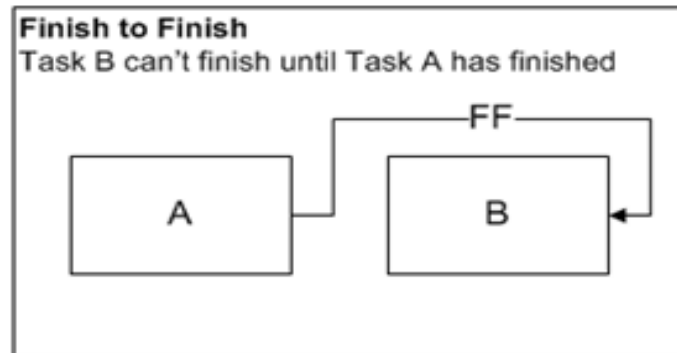 Finish to Finish
Task B can't finish until Task A has finished
FF
A
B